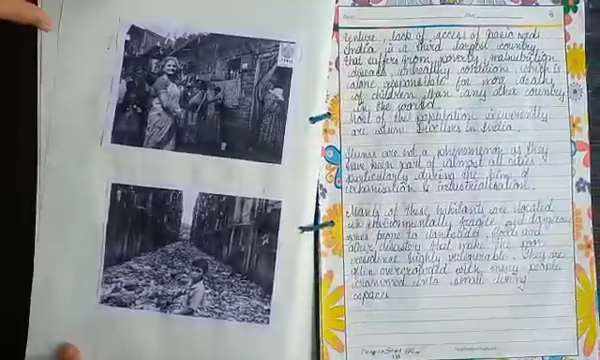 culture, lack of access of basic needs
India is a third largest country
that suffers from poverty, malnutrition
disease, unhealthy conditions which is
alone responsible for more deaths
of children than any other country
in the world
Most of the population
are slum dwellers in India.
Slums are not a phenomenon as they
have been part of almost all cities
particularly during the time of
urbanisation & industrialisation.
Nearly of these habitants are located
in environmentally fragile and dangerous
areas prone to landslides, floods and
other disasters that make the poor
residence highly vulnerable. They are
often overcrowded with many people
crammed into small living
spaces